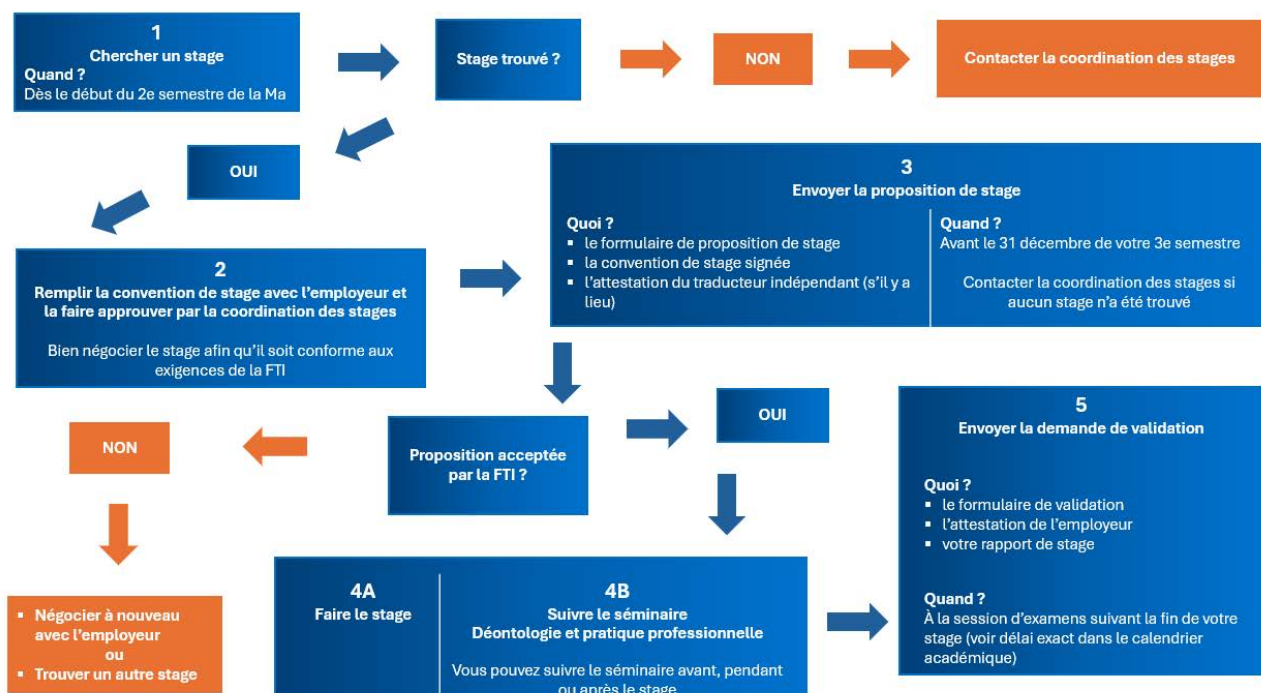 1
Chercher un stage
Quand ?
Dès le début du 2e semestre de la Ma
Stage trouvé ?
NON
Contacter la coordination des stages
OUI
2
Remplir la convention de stage avec l'employeur et
la faire approuver par la coordination des stages
Bien négocier le stage afin qu'il soit conforme aux
exigences de la FTI
3
Envoyer la proposition de stage
Quoi ?
▪ le formulaire de proposition de stage
▪ la convention de stage signée
▪ l'attestation du traducteur indépendant (s'il y a
lieu)
Quand ?
Avant le 31 décembre de votre 3e semestre
Contacter la coordination des stages si
aucun stage n'a été trouvé
Proposition acceptée
par la FTI ?
NON
▪ Négocier à nouveau
avec l'employeur
ou
▪ Trouver un autre stage
OUI
4A
Faire le stage
4B
Suivre le séminaire
Déontologie et pratique professionnelle
Vous pouvez suivre le séminaire avant, pendant
ou après le stage
5
Envoyer la demande de validation
Quoi ?
▪ le formulaire de validation
▪ l'attestation de l'employeur
▪ votre rapport de stage
Quand ?
À la session d'examens suivant la fin de votre
stage (voir délai exact dans le calendrier
académique)